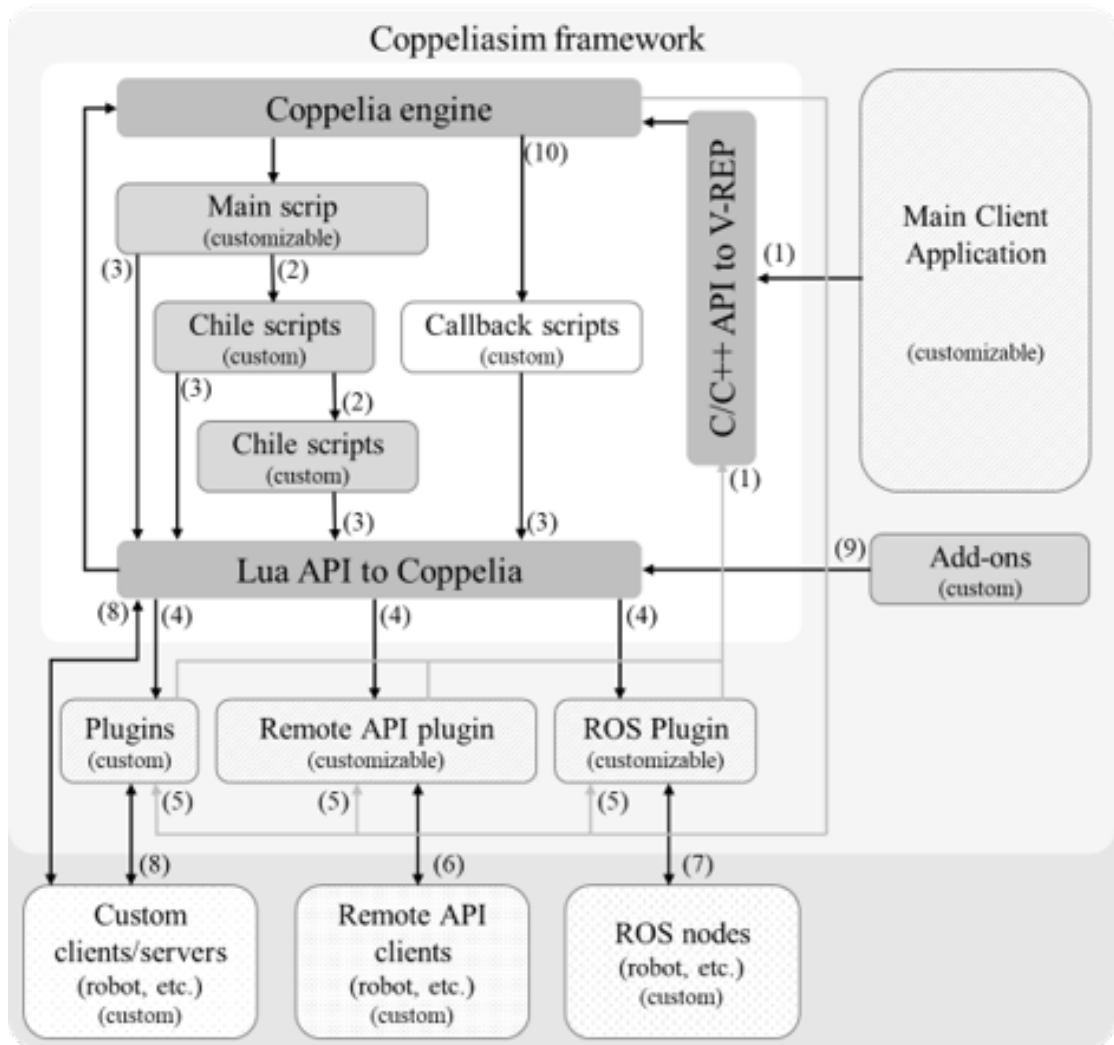 Coppeliasim framework
Coppelia engine
(10)
Main scrip
(customizable)
(3)
(2)
Chile scripts
(custom)
Callback scripts
(custom)
(3)
(2)
Chile scripts
(custom)
(3)
(3)
C/C++ API to V-REP
(1)
(1)
Main Client
Application
(customizable)
Lua API to Coppelia
(9)
Add-ons
(custom)
(8)
(4)
(4)
(4)
Plugins
(custom)
Remote API plugin
(customizable)
ROS Plugin
(customizable)
(5)
(5)
(5)
(8)
(6)
(7)
Custom
clients/servers
(robot, etc.)
(custom)
Remote API
clients
(robot, etc.)
(custom)
ROS nodes
(robot, etc.)
(custom)